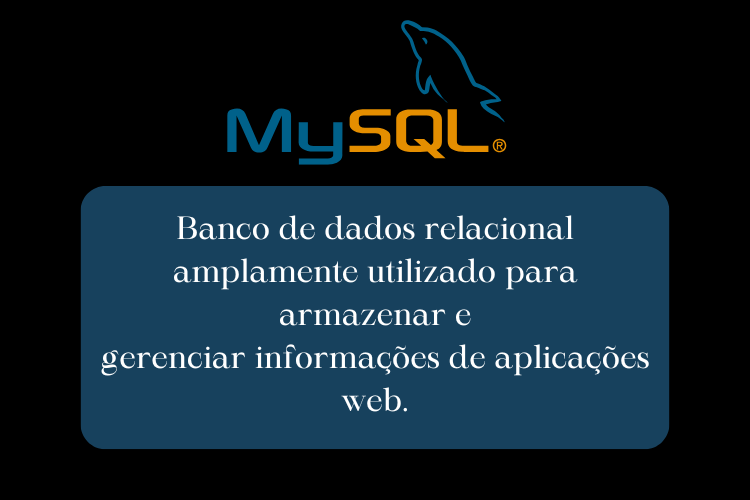 MySQL®
Banco de dados relacional
amplamente utilizado para
armazenar e
gerenciar informações de aplicações
web.